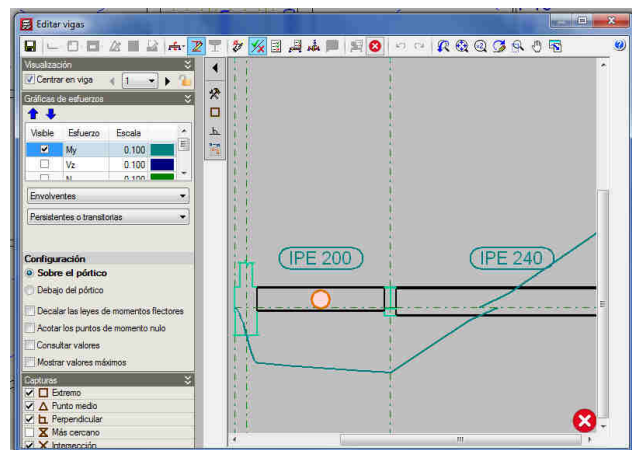 Editar vigas
Visualización
Centrar en viga
1
Gráficas de esfuerzos
Visible Esfuerzo Escala
My 0.100
Vz 0.100
N 0.100
Envolventes
Persistentes o transitorias
Configuración
Sobre el pórtico
Debajo del pórtico
Decalar las leyes de momentos flectores
Acotar los puntos de momento nulo
Consultar valores
Mostrar valores máximos
Capturas
Extremo
Punto medio
Perpendicular
Más cercano
Intersección
IPE 200
IPE 240